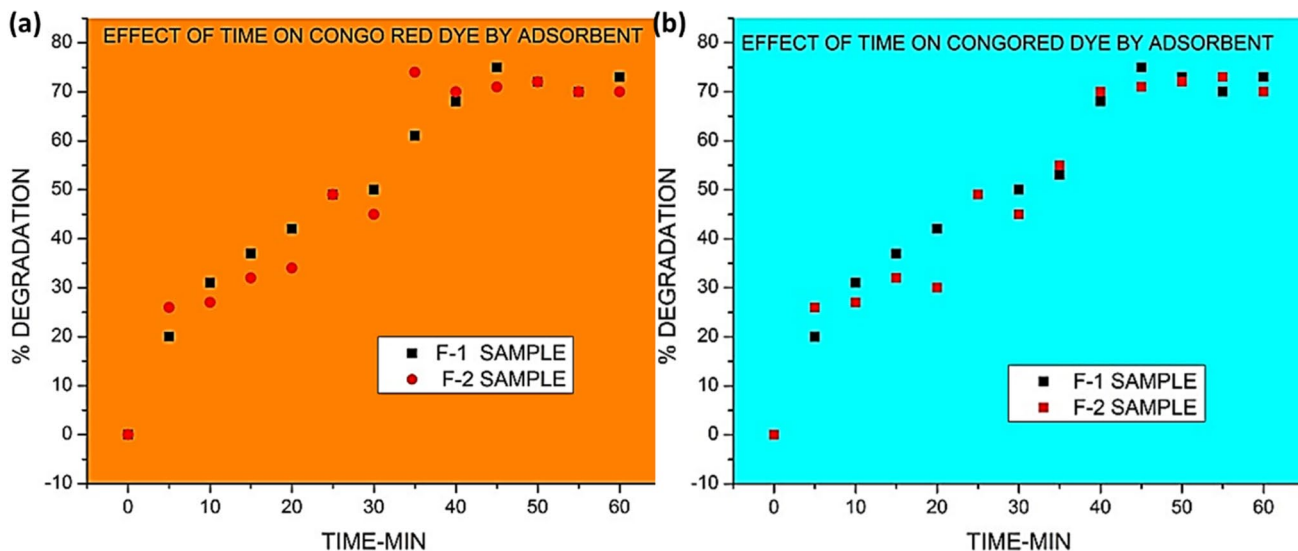 (a)
EFFECT OF TIME ON CONGO RED DYE BY ADSORBENT
80
70
60
50
40
30
20
10
0
-10
% DEGRADATION
F-1 SAMPLE
F-2 SAMPLE
0 10 20 30 40 50 60
TIME-MIN
(b)
EFFECT OF TIME ON CONGORED DYE BY ADSORBENT
80
70
60
50
40
30
20
10
0
-10
% DEGRADATION
F-1 SAMPLE
F-2 SAMPLE
0 10 20 30 40 50 60
TIME-MIN